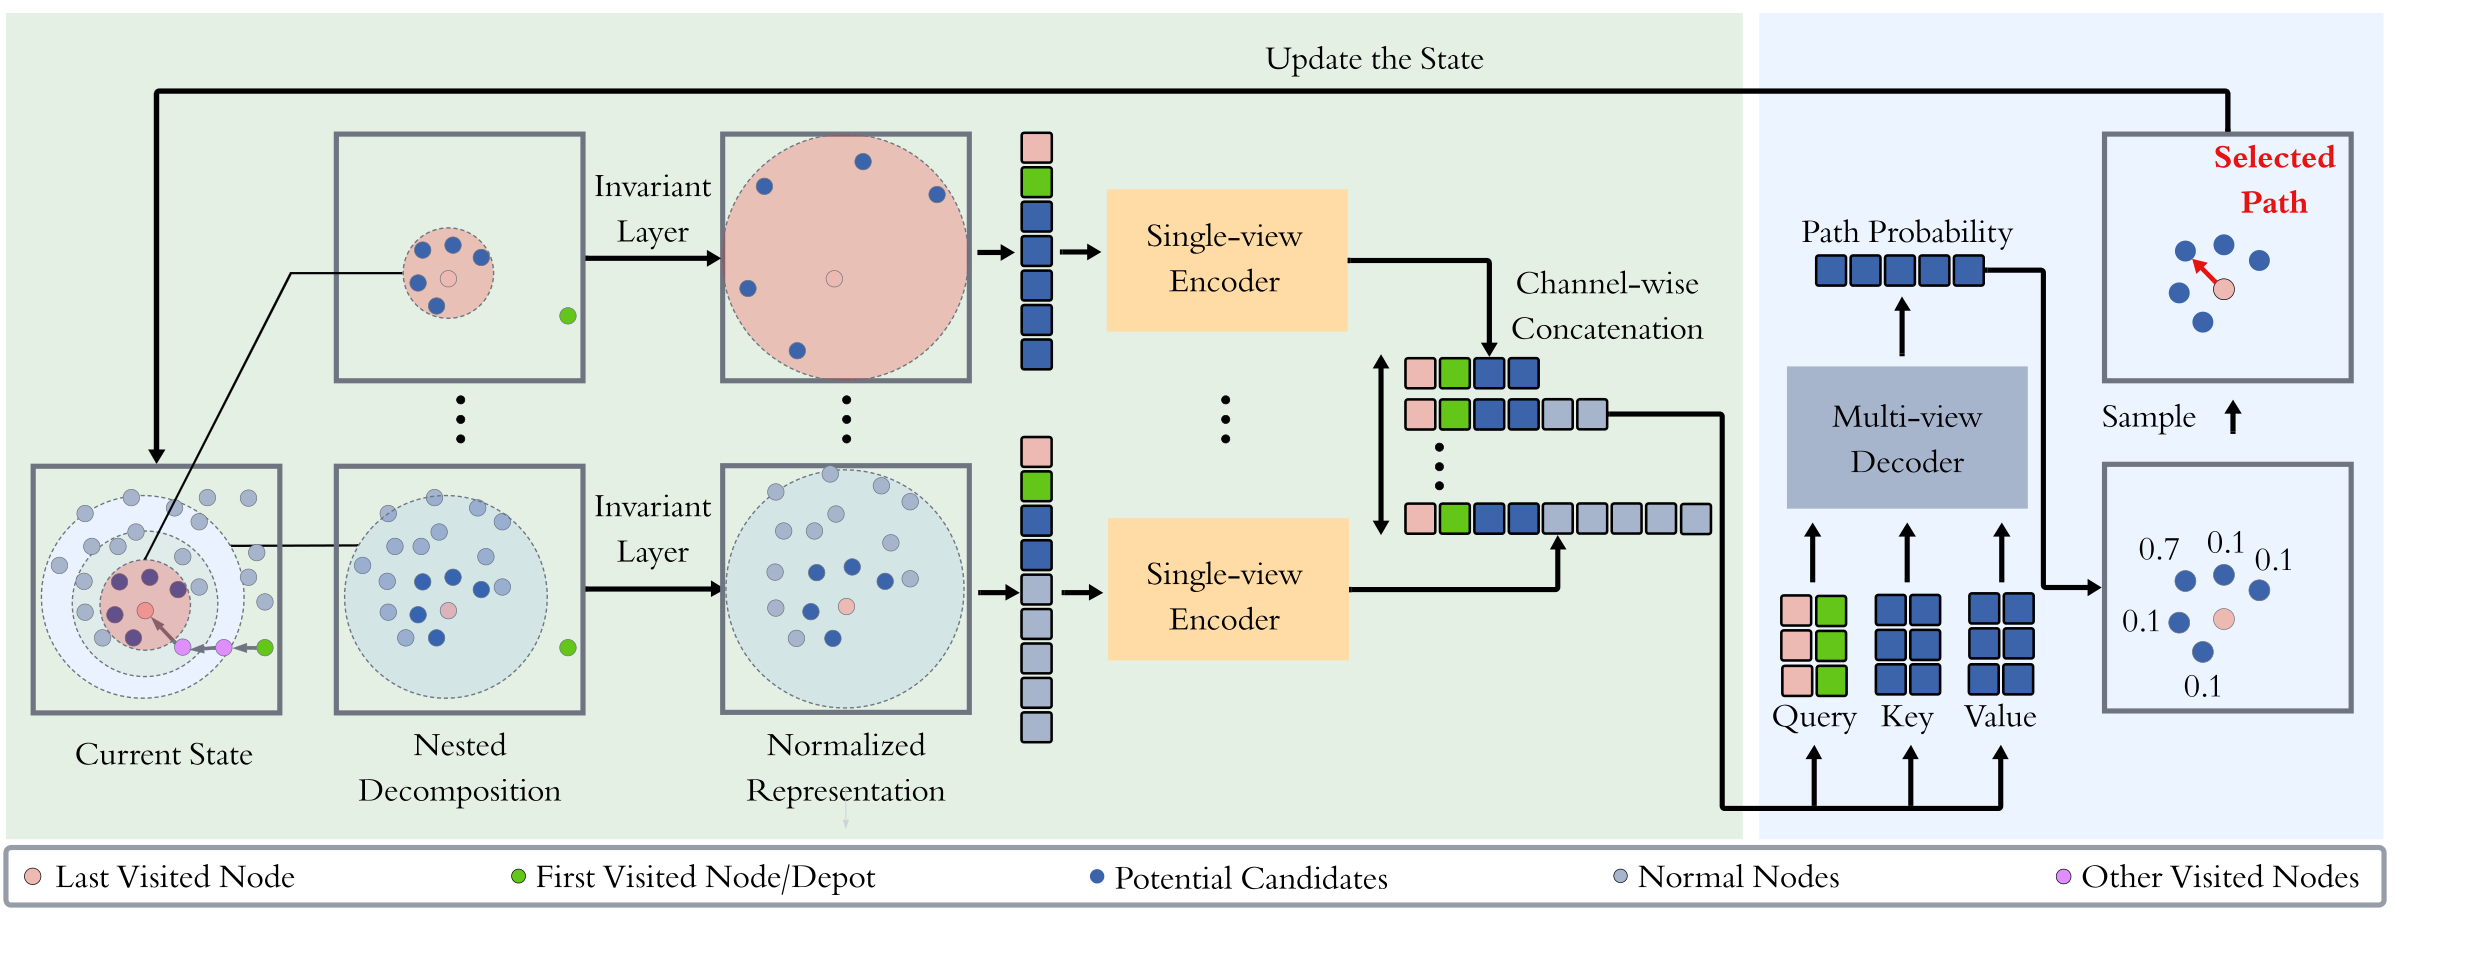 Update the State
Invariant
Layer
Single-view
Encoder
Channel-wise
Concatenation
Invariant
Layer
Single-view
Encoder
Current State
Nested
Decomposition
Normalized
Representation
Path Probability
Multi-view
Decoder
Query Key Value
Selected
Path
Sample
0.7 0.1 0.1
0.1
0.1
Last Visited Node
First Visited Node/Depot
Potential Candidates
Normal Nodes
Other Visited Nodes